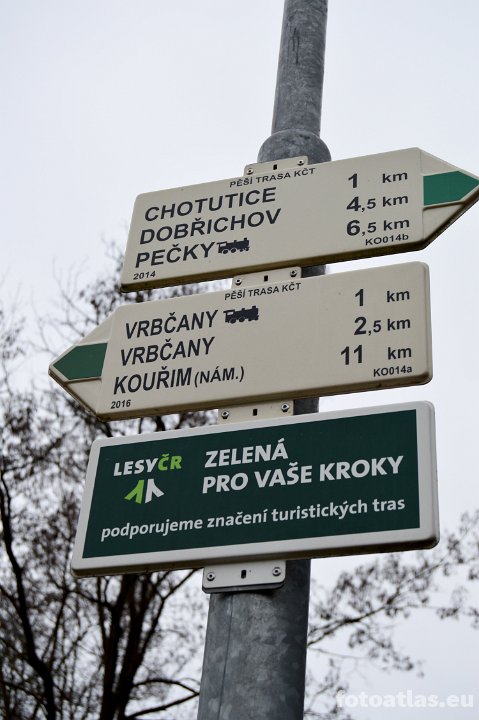 PĚŠÍ TRASA KČT
CHOTUTICE 1 km
DOBŘICHOV 4,5 km
PEČKY 6,5 km
2014 KO014b
PĚŠÍ TRASA KČT
VRBČANY 1 km
VRBČANY 2,5 km
KOUŘIM (NÁM.) 11 km
2016 KO014a
LESYČR
ZELENÁ
PRO VAŠE KROKY
podporujeme značení turistických tras
fotoatlas.eu